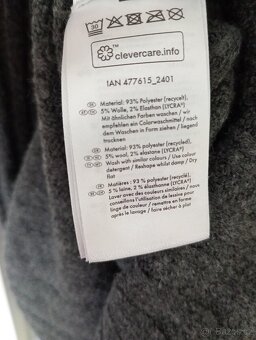 30
™
clevercare.info
IAN 477615_2401
Material: 93% Polyester (recycelt),
5% Wolle, 2% Elasthan (LYCRA®)
Mit ähnlichen Farben waschen / wir
empfehlen ein Colorwaschmittel / nach
dem Waschen in Form ziehen / liegend
trocknen
Material: 93% polyester (recycled),
5% wool, 2% elastane (LYCRA®)
Wash with similar colours / Use colour
detergent / Reshape whilst damp / Dry
flat
Matières : 93 % polyester (recyclé),
5 % laine, 2 % élasthanne (LYCRA®)
Laver avec des couleurs similaires / nous
recommandons une lessive pour
linge de couleur / remettre en forme
après le lavage / faire sécher à plat